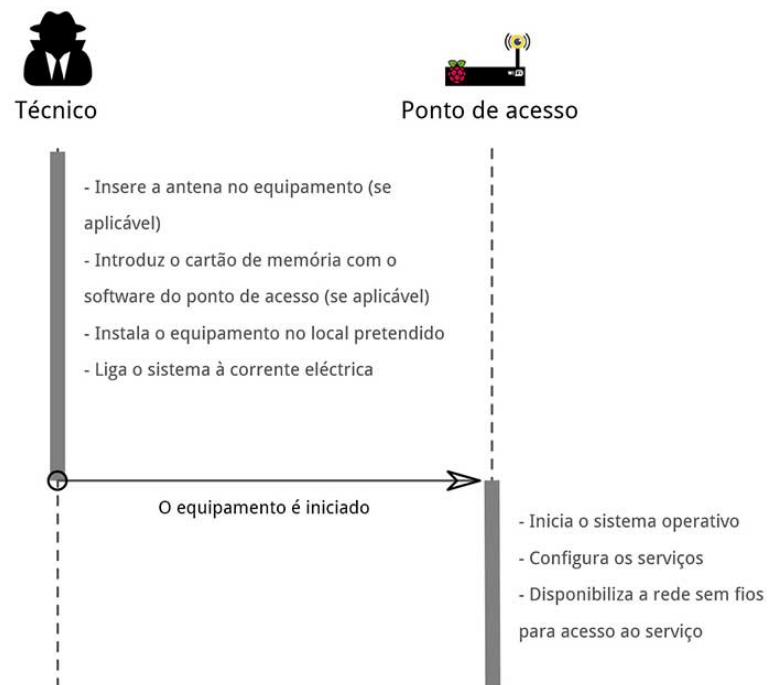 Técnico
Ponto de acesso
- Insere a antena no equipamento (se
aplicável)
- Introduz o cartão de memória com o
software do ponto de acesso (se aplicável)
- Instala o equipamento no local pretendido
- Liga o sistema à corrente eléctrica
O equipamento é iniciado
- Inicia o sistema operativo
- Configura os serviços
- Disponibiliza a rede sem fios
para acesso ao serviço